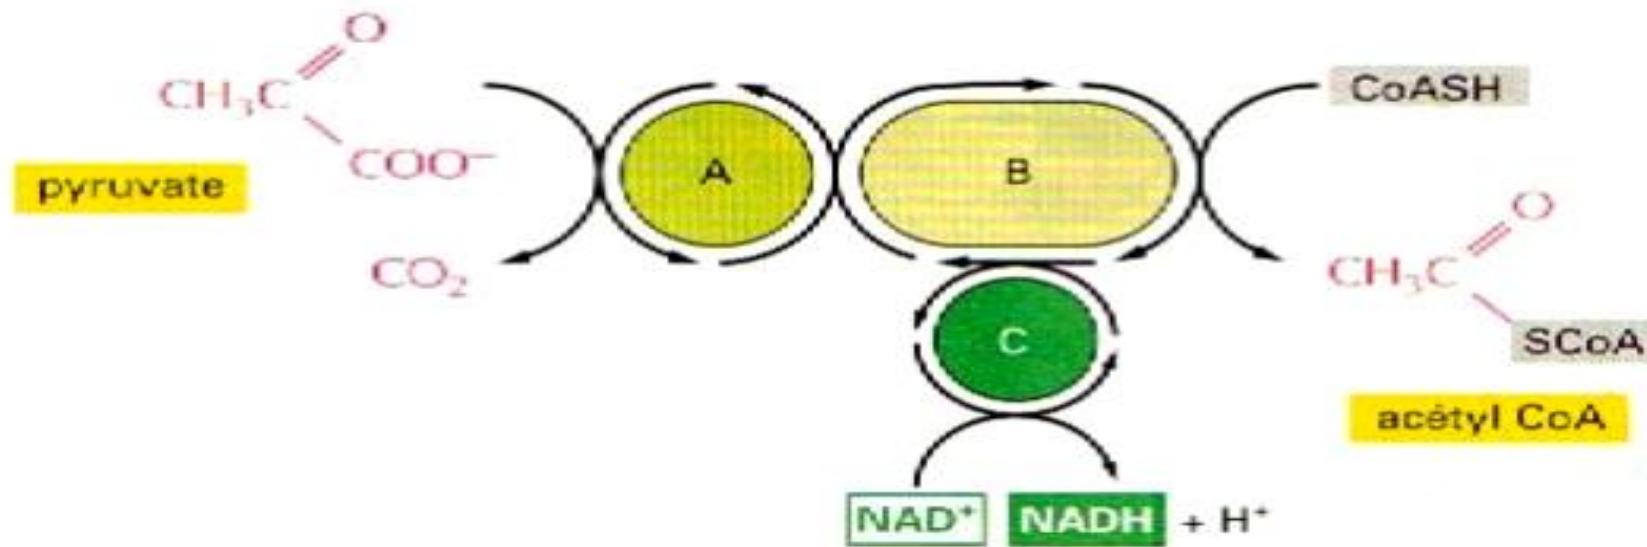 O
CH₃C
COO⁻
pyruvate
CO₂
A
B
C
CoASH
O
CH₃C
SCoA
acétyl CoA
NAD⁺ NADH + H⁺